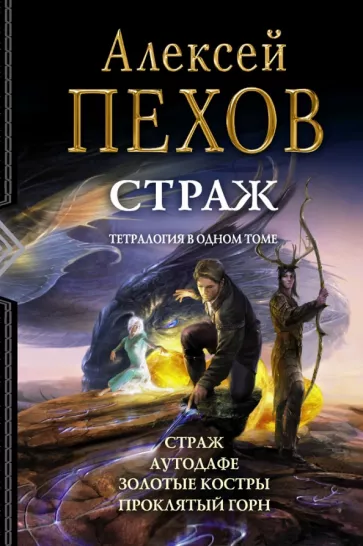 Алексей
ПЕХОВ
СТРАЖ
ТЕТРАЛОГИЯ В ОДНОМ ТОМЕ
СТРАЖ
АУТОДАФЕ
ЗОЛОТЫЕ КОСТРЫ
ПРОКЛЯТЫЙ ГОРН